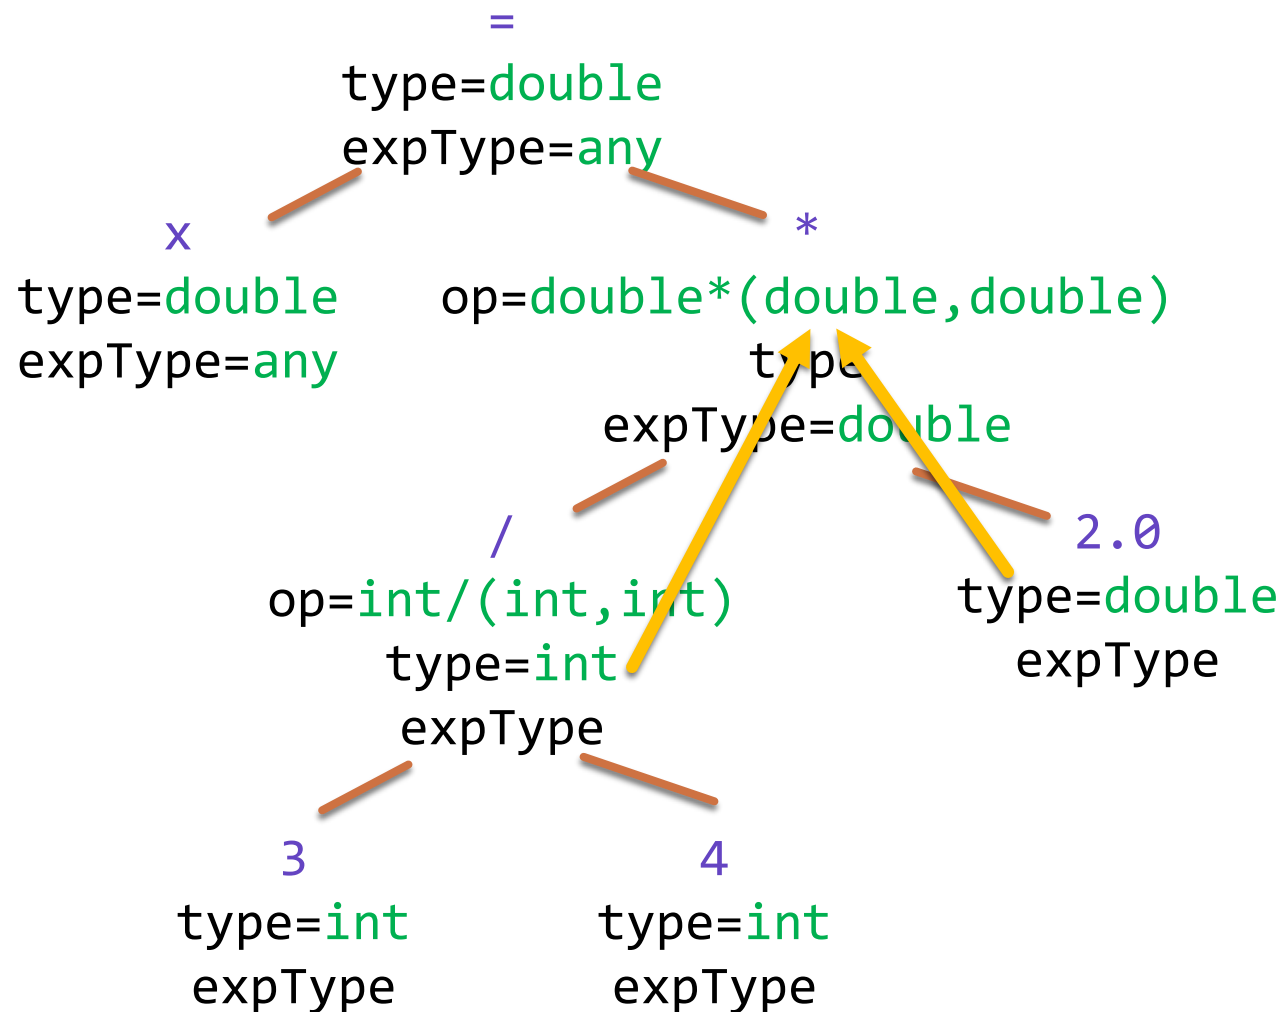 =
type=double
expType=any
x
type=double
expType=any
*
op=double*(double,double)
type
expType=double
/
op=int/(int,int)
type=int
expType
2.0
type=double
expType
3
type=int
expType
4
type=int
expType